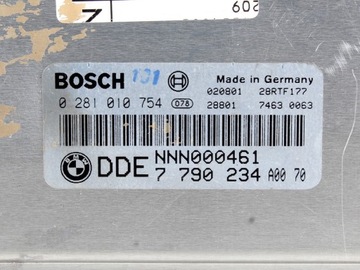 BOSCH 101
Made in Germany
0 281 010 754 078
020801 28RTF177
28801 7463 0063
DDE NNN000461
7 790 234 A00 70